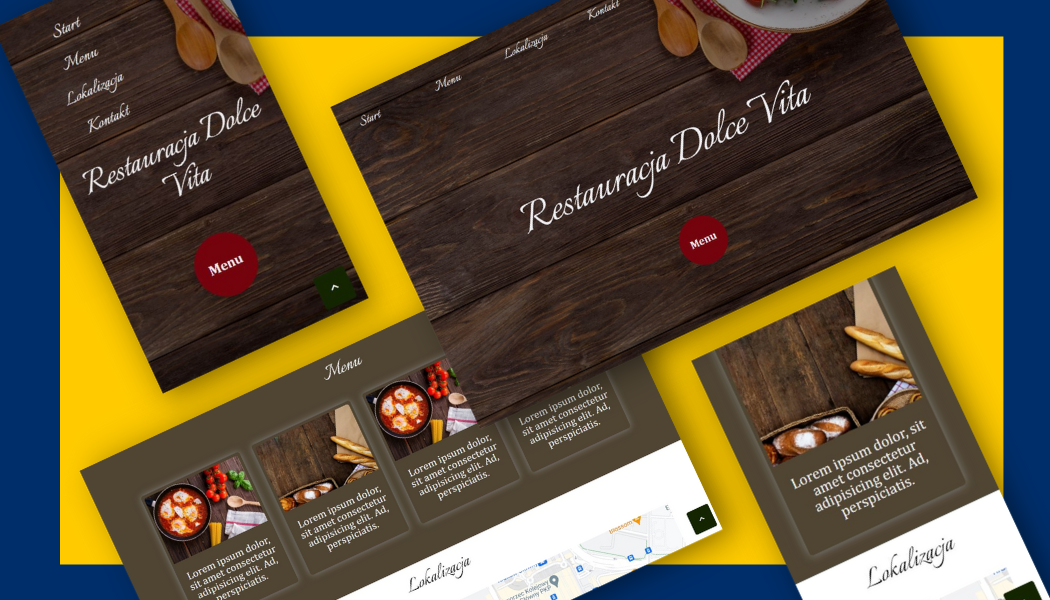 Start
Menu
Lokalizacja
Kontakt
Restauracja Dolce
Vita
Menu
Start
Menu
Lokalizacja
Kontakt
Restauracja Dolce Vita
Menu
Menu
Lorem ipsum dolor,
sit amet consectetur
adipisicing elit. Ad,
perspiciatis.
Lorem ipsum dolor,
sit amet consectetur
adipisicing elit. Ad,
perspiciatis.
Lorem ipsum dolor,
sit amet consectetur
adipisicing elit. Ad,
perspiciatis.
Lorem ipsum dolor,
sit amet consectetur
adipisicing elit. Ad,
perspiciatis.
Lokalizacja
Lorem ipsum dolor, sit
amet consectetur
adipisicing elit. Ad,
perspiciatis.
Lokalizacja